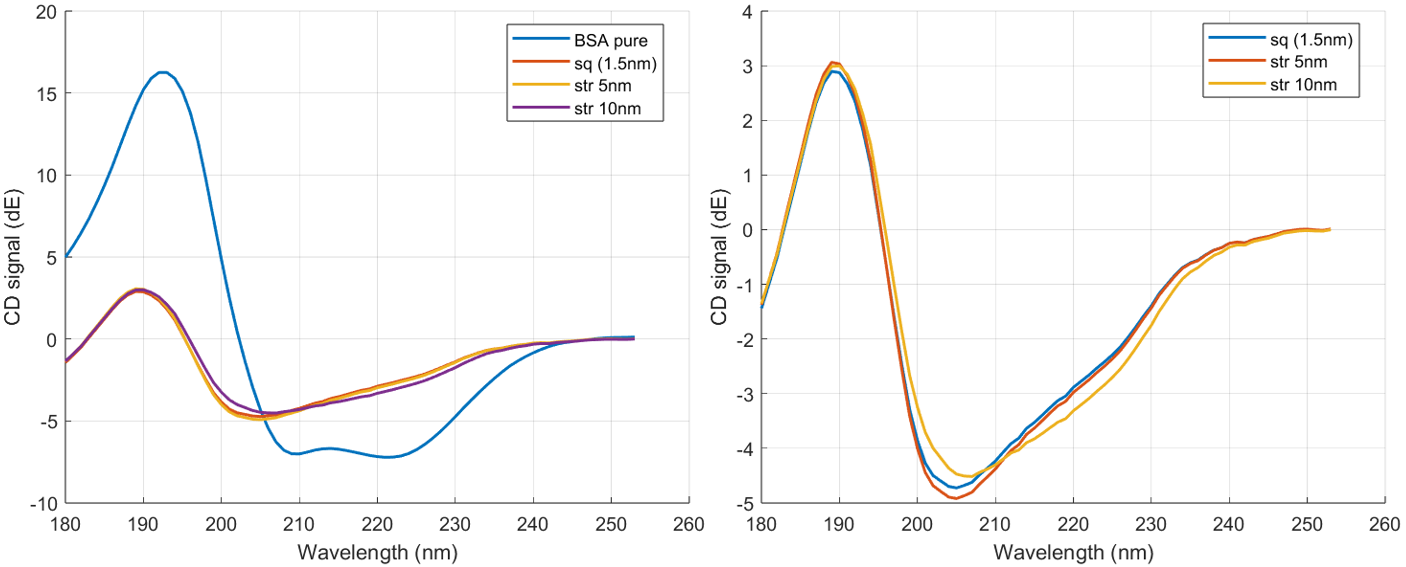 20
15
10
5
0
-5
-10
180 190 200 210 220 230 240 250 260
CD signal (dE)
Wavelength (nm)
BSA pure
sq (1.5nm)
str 5nm
str 10nm
4
3
2
1
0
-1
-2
-3
-4
-5
180 190 200 210 220 230 240 250 260
CD signal (dE)
Wavelength (nm)
sq (1.5nm)
str 5nm
str 10nm